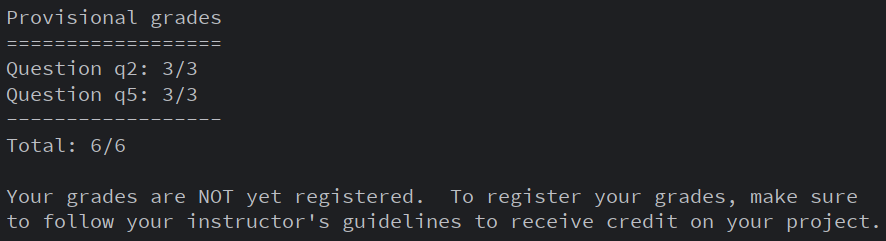 Provisional grades
==================
Question q2: 3/3
Question q5: 3/3
------------------
Total: 6/6
Your grades are NOT yet registered.  To register your grades, make sure
to follow your instructor's guidelines to receive credit on your project.